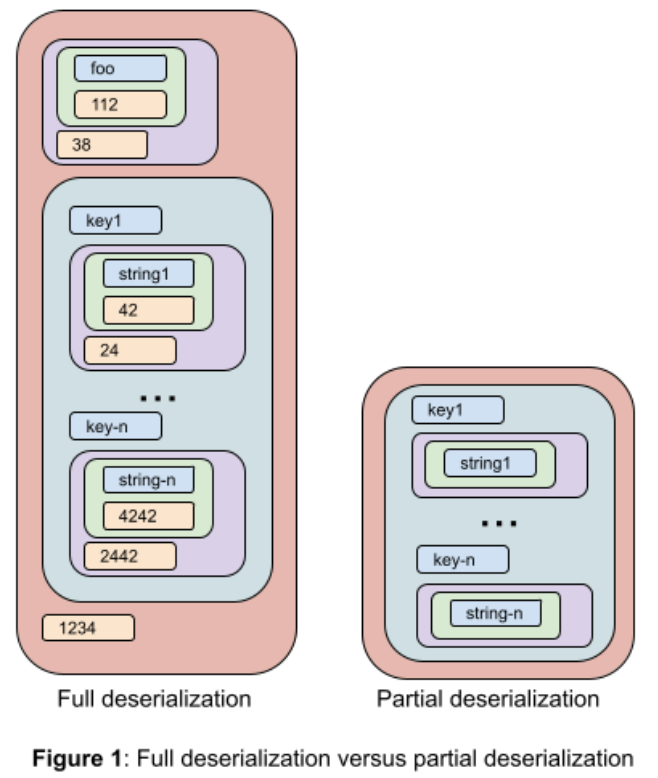 foo
112
38
key1
string1
42
24
...
key-n
string-n
4242
2442
1234
Full deserialization
key1
string1
...
key-n
string-n
Partial deserialization
Figure 1: Full deserialization versus partial deserialization